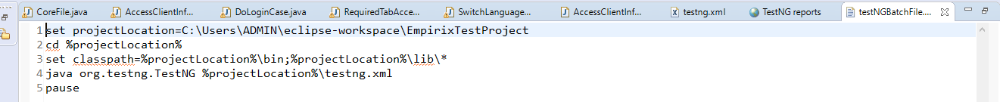 CoreFile.java AccessClientInf... DoLoginCase.java RequiredTabAcce... SwitchLanguage... AccessClientInf... testng.xml TestNG reports testNGBatchFile....
1 set projectLocation=C:\Users\ADMIN\eclipse-workspace\EmpirixTestProject
2 cd %projectLocation%
3 set classpath=%projectLocation%\bin;%projectLocation%\lib\*
4 java org.testng.TestNG %projectLocation%\testng.xml
5 pause